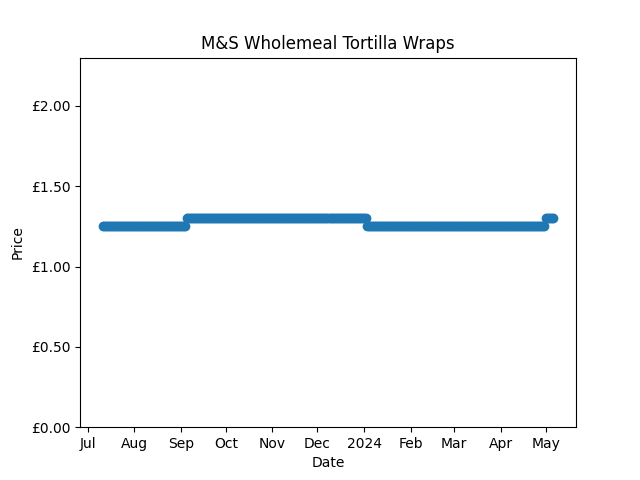 M&S Wholemeal Tortilla Wraps
£2.00
£1.50
£1.00
£0.50
£0.00
Price
Jul Aug Sep Oct Nov Dec 2024 Feb Mar Apr May
Date